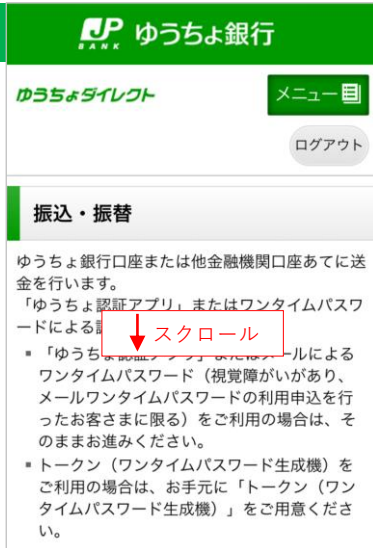 JP BANK ゆうちょ銀行
ゆうちょダイレクト
メニュー
ログアウト
振込・振替
ゆうちょ銀行口座または他金融機関口座あてに送
金を行います。
「ゆうちょ認証アプリ」またはワンタイムパスワ
ードによる
スクロール
「ゆうち
またはメールによる
ワンタイムパスワード（視覚障がいがあり、
メールワンタイムパスワードの利用申込を行
ったお客さまに限る）をご利用の場合は、そ
のままお進みください。
トークン（ワンタイムパスワード生成機）を
ご利用の場合は、お手元に「トークン（ワン
タイムパスワード生成機）」をご用意くださ
い。